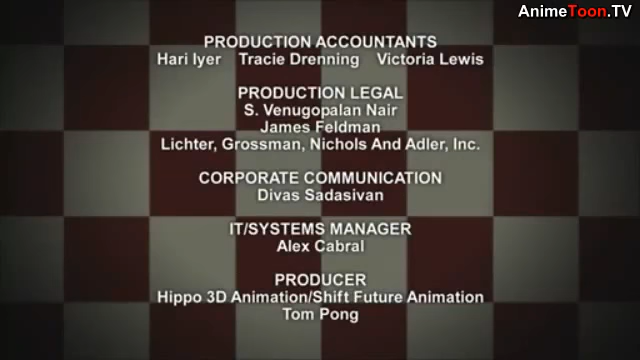 AnimeToon.TV
PRODUCTION ACCOUNTANTS
Hari Iyer Tracie Drenning Victoria Lewis
PRODUCTION LEGAL
S. Venugopalan Nair
James Feldman
Lichter, Grossman, Nichols And Adler, Inc.
CORPORATE COMMUNICATION
Divas Sadasivan
IT/SYSTEMS MANAGER
Alex Cabral
PRODUCER
Hippo 3D Animation/Shift Future Animation
Tom Pong